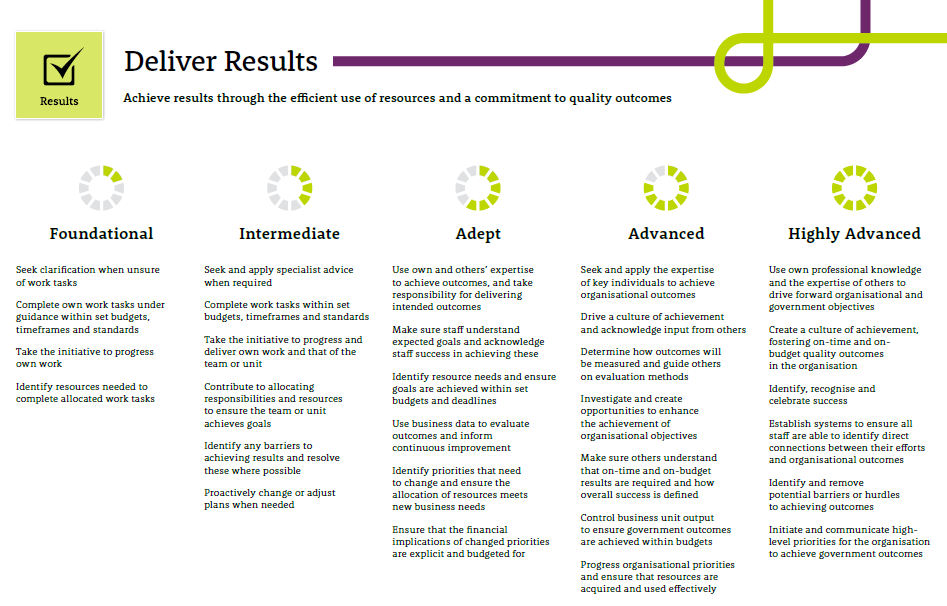 Deliver Results
Results
Achieve results through the efficient use of resources and a commitment to quality outcomes
Foundational
Seek clarification when unsure
of work tasks
Complete own work tasks under
guidance within set budgets,
timeframes and standards
Take the initiative to progress
own work
Identify resources needed to
complete allocated work tasks
Intermediate
Seek and apply specialist advice
when required
Complete work tasks within set
budgets, timeframes and standards
Take the initiative to progress and
deliver own work and that of the
team or unit
Contribute to allocating
responsibilities and resources
to ensure the team or unit
achieves goals
Identify any barriers to
achieving results and resolve
these where possible
Proactively change or adjust
plans when needed
Adept
Use own and others' expertise
to achieve outcomes, and take
responsibility for delivering
intended outcomes
Make sure staff understand
expected goals and acknowledge
staff success in achieving these
Identify resource needs and ensure
goals are achieved within set
budgets and deadlines
Use business data to evaluate
outcomes and inform
continuous improvement
Identify priorities that need
to change and ensure the
allocation of resources meets
new business needs
Ensure that the financial
implications of changed priorities
are explicit and budgeted for
Advanced
Seek and apply the expertise
of key individuals to achieve
organisational outcomes
Drive a culture of achievement
and acknowledge input from others
Determine how outcomes will
be measured and guide others
on evaluation methods
Investigate and create
opportunities to enhance
the achievement of
organisational objectives
Make sure others understand
that on-time and on-budget
results are required and how
overall success is defined
Control business unit output
to ensure government outcomes
are achieved within budgets
Progress organisational priorities
and ensure that resources are
acquired and used effectively
Highly Advanced
Use own professional knowledge
and the expertise of others to
drive forward organisational and
government objectives
Create a culture of achievement,
fostering on-time and on-
budget quality outcomes
in the organisation
Identify, recognise and
celebrate success
Establish systems to ensure all
staff are able to identify direct
connections between their efforts
and organisational outcomes
Identify and remove
potential barriers or hurdles
to achieving outcomes
Initiate and communicate high-
level priorities for the organisation
to achieve government outcomes